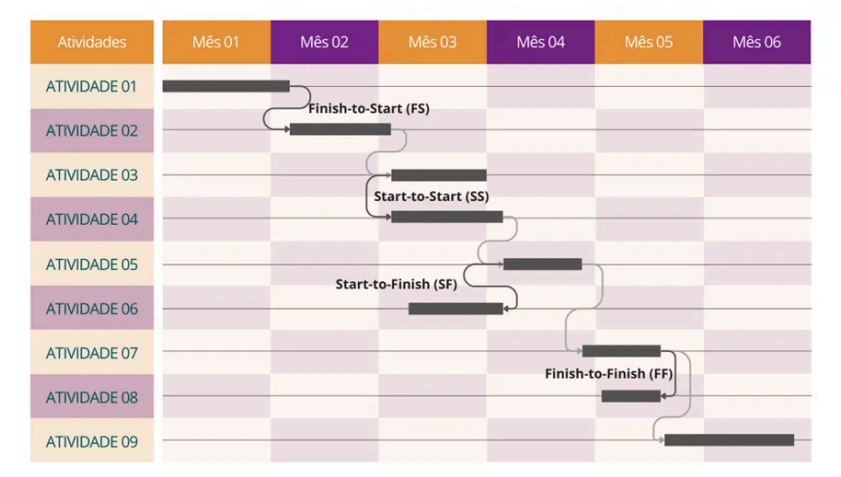 Atividades Mês 01 Mês 02 Mês 03 Mês 04 Mês 05 Mês 06
ATIVIDADE 01
Finish-to-Start (FS)
ATIVIDADE 02
ATIVIDADE 03
Start-to-Start (SS)
ATIVIDADE 04
ATIVIDADE 05
Start-to-Finish (SF)
ATIVIDADE 06
ATIVIDADE 07
Finish-to-Finish (FF)
ATIVIDADE 08
ATIVIDADE 09